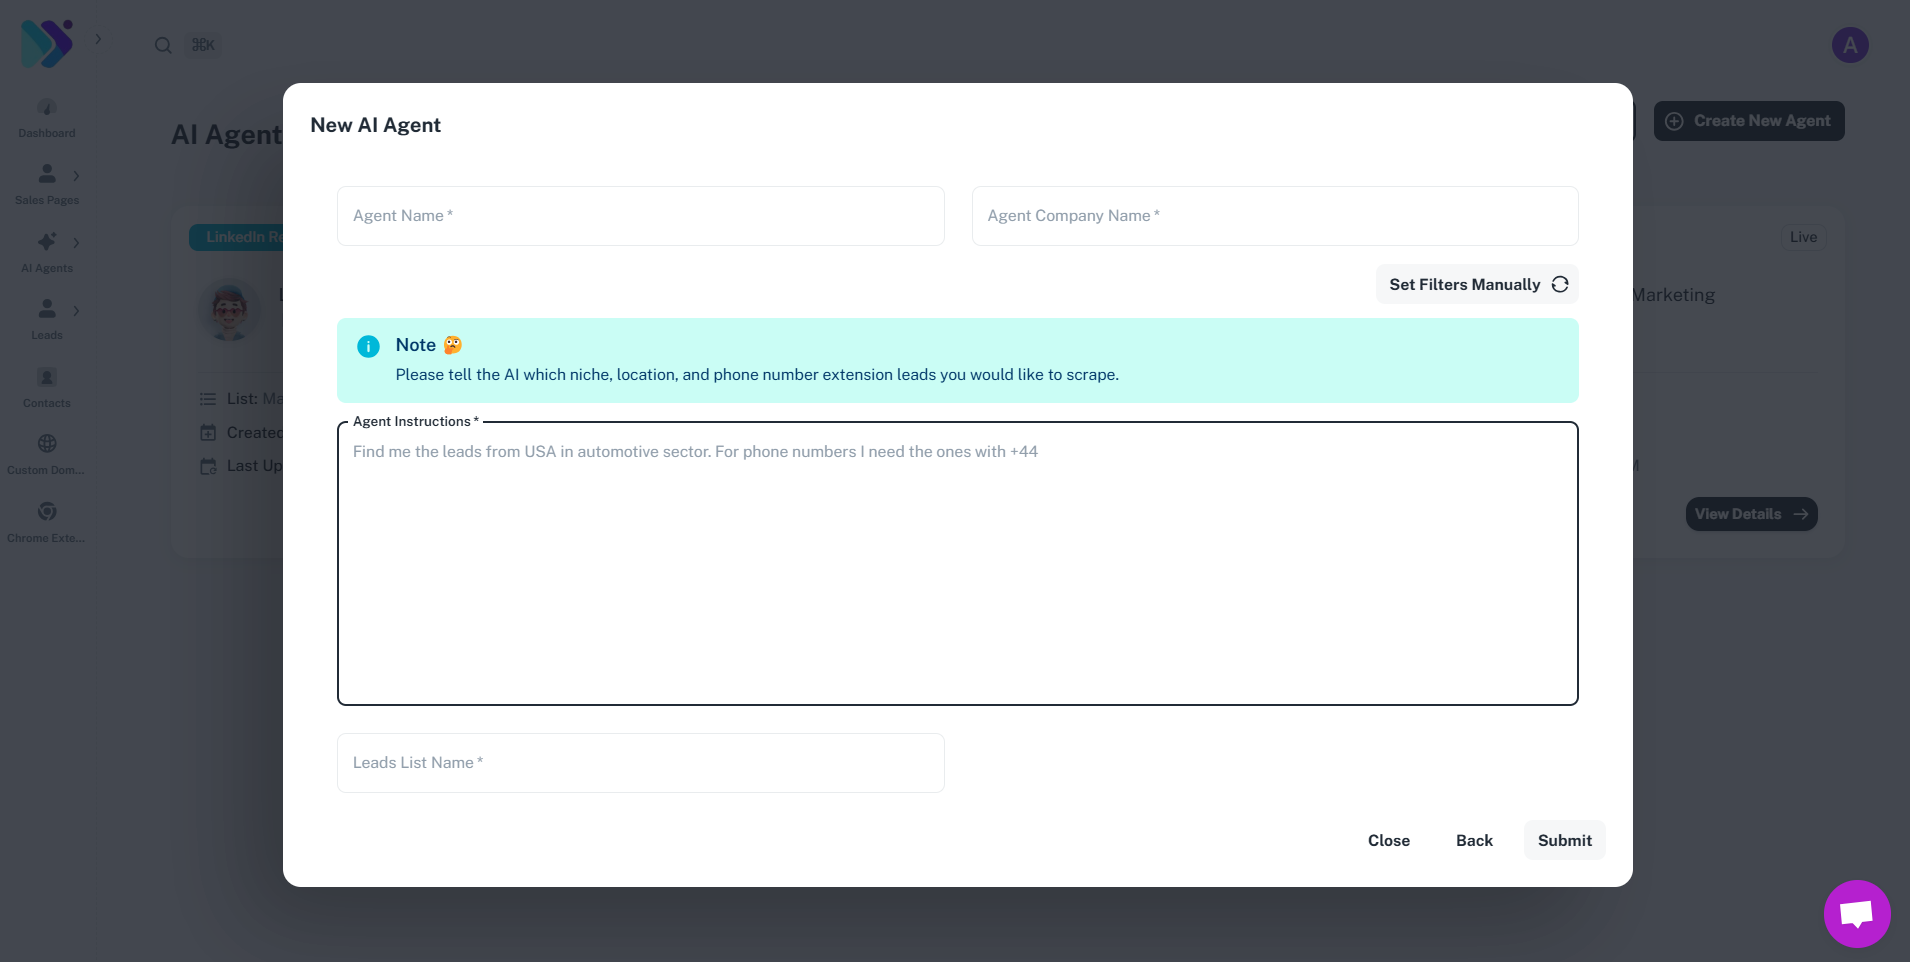 ⌘K
A
Dashboard
AI Agent
Create New Agent
New AI Agent
Sales Pages
Agent Name *
Agent Company Name *
LinkedIn
Live
AI Agents
Set Filters Manually
Marketing
Leads
Note 🤔
Please tell the AI which niche, location, and phone number extension leads you would like to scrape.
Contacts
List:
Agent Instructions *
Find me the leads from USA in automotive sector. For phone numbers I need the ones with +44
Created
Custom Dom...
Last Up
View Details
Chrome Exte...
Leads List Name *
Close
Back
Submit